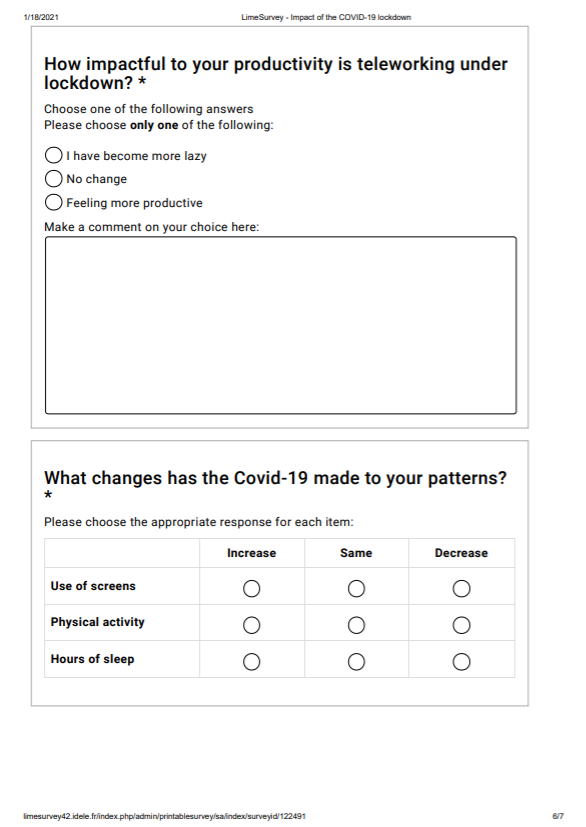 1/18/2021 LimeSurvey - Impact of the COVID-19 lockdown
How impactful to your productivity is teleworking under
lockdown? *
Choose one of the following answers
Please choose only one of the following:
I have become more lazy
No change
Feeling more productive
Make a comment on your choice here:
What changes has the Covid-19 made to your patterns?
*
Please choose the appropriate response for each item:
Increase Same Decrease
Use of screens
Physical activity
Hours of sleep
limesurvey42.idele.fr/index.php/admin/printablesurvey/sa/index/surveyid/122491 6/7